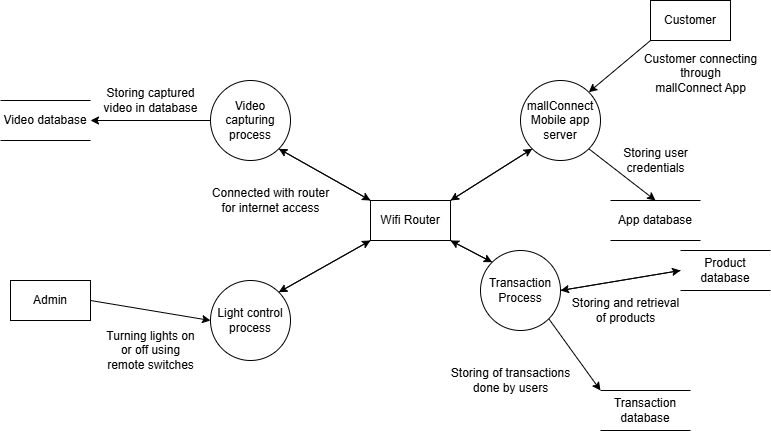 Customer
Customer connecting
through
mallConnect App
Storing captured
video in database
Video database
Video
capturing
process
mallConnect
Mobile app
server
Storing user
credentials
Connected with router
for internet access
Wifi Router
App database
Product
database
Admin
Light control
process
Transaction
Process
Storing and retrieval
of products
Turning lights on
or off using
remote switches
Storing of transactions
done by users
Transaction
database